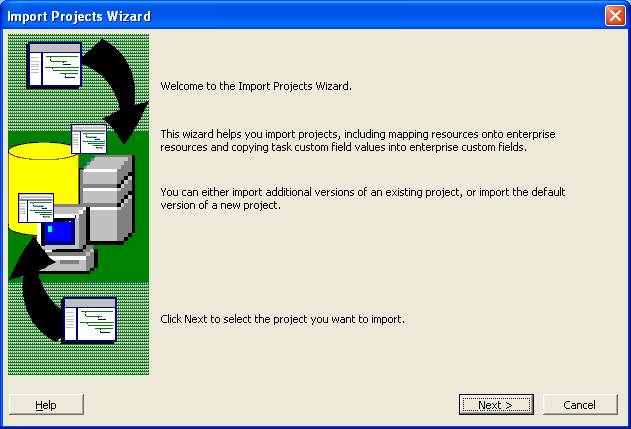 Import Projects Wizard
Welcome to the Import Projects Wizard.
This wizard helps you import projects, including mapping resources onto enterprise
resources and copying task custom field values into enterprise custom fields.
You can either import additional versions of an existing project, or import the default
version of a new project.
Click Next to select the project you want to import.
Help
Next >
Cancel